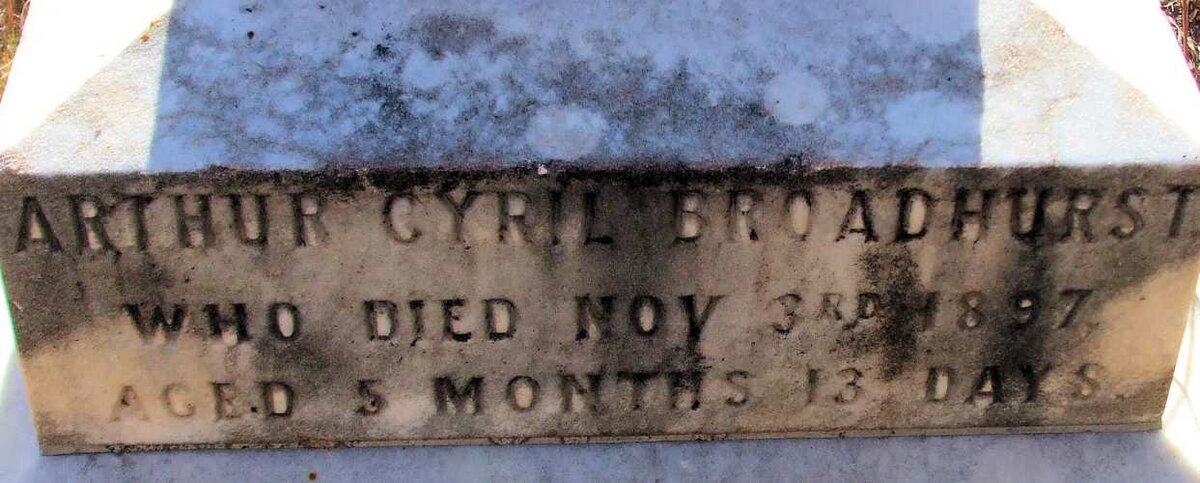 ARTHUR CYRIL BROADHURST
WHO DIED NOV 3RD 1897,
AGED 5 MONTHS 13 DAYS.